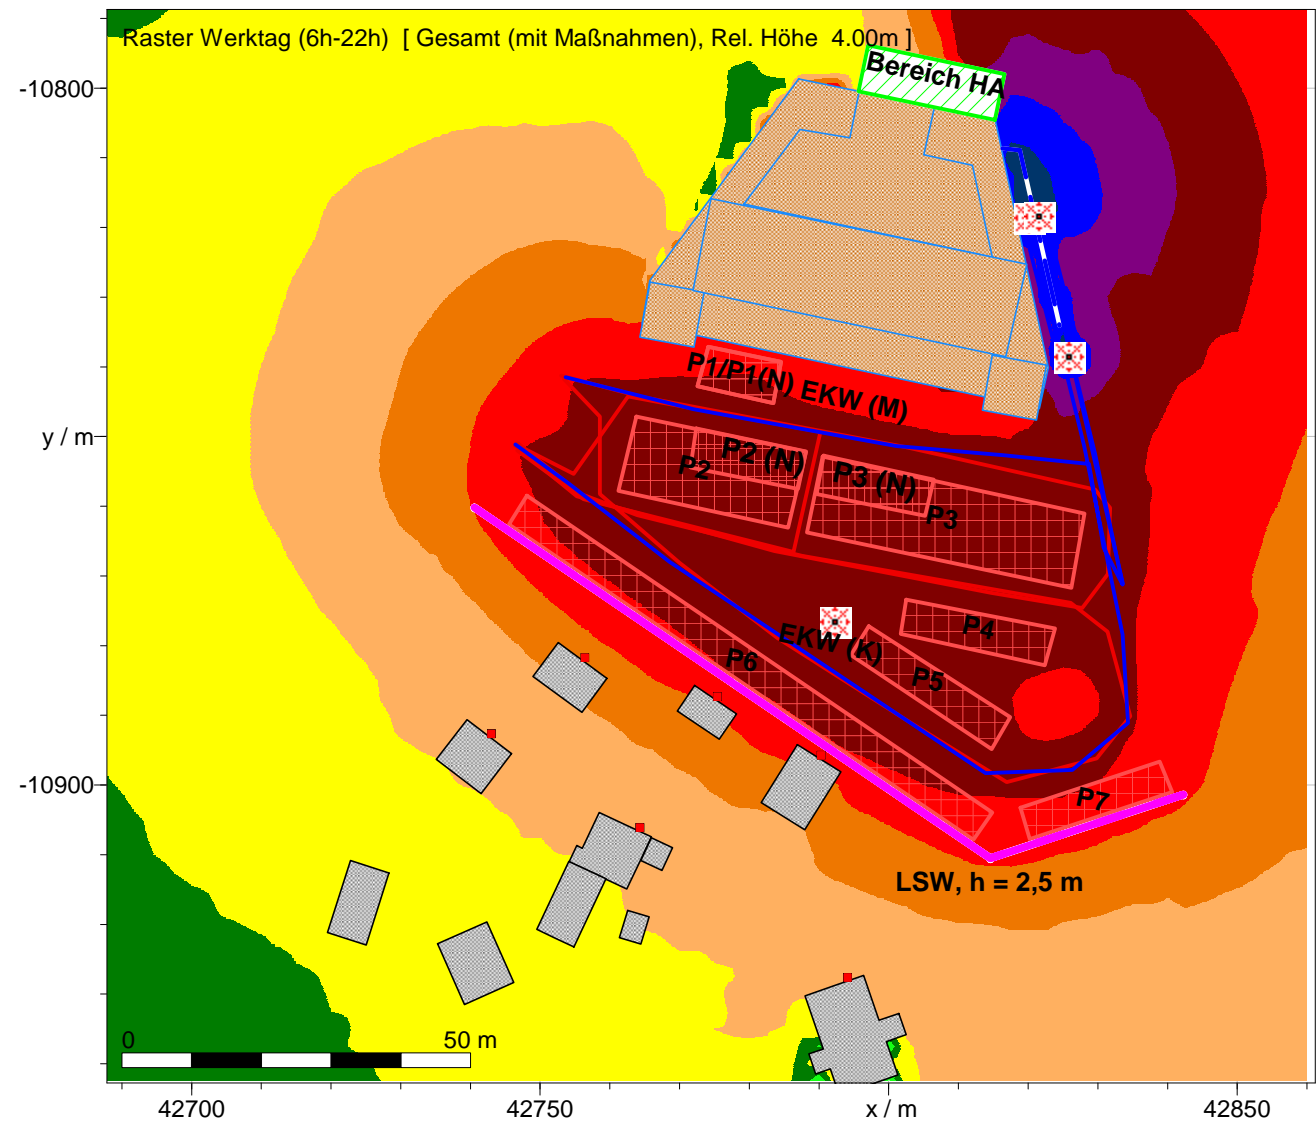 Raster Werktag (6h-22h) [ Gesamt (mit Maßnahmen), Rel. Höhe 4.00m ]
Bereich HA
-10800
P1/P1(N) EKW (M)
y / m
P2 (N)
P2
P3 (N)
P3
P4
EKW (K)
P6
P5
-10900
P7
LSW, h = 2,5 m
0 50 m
42700 42750 x / m 42850